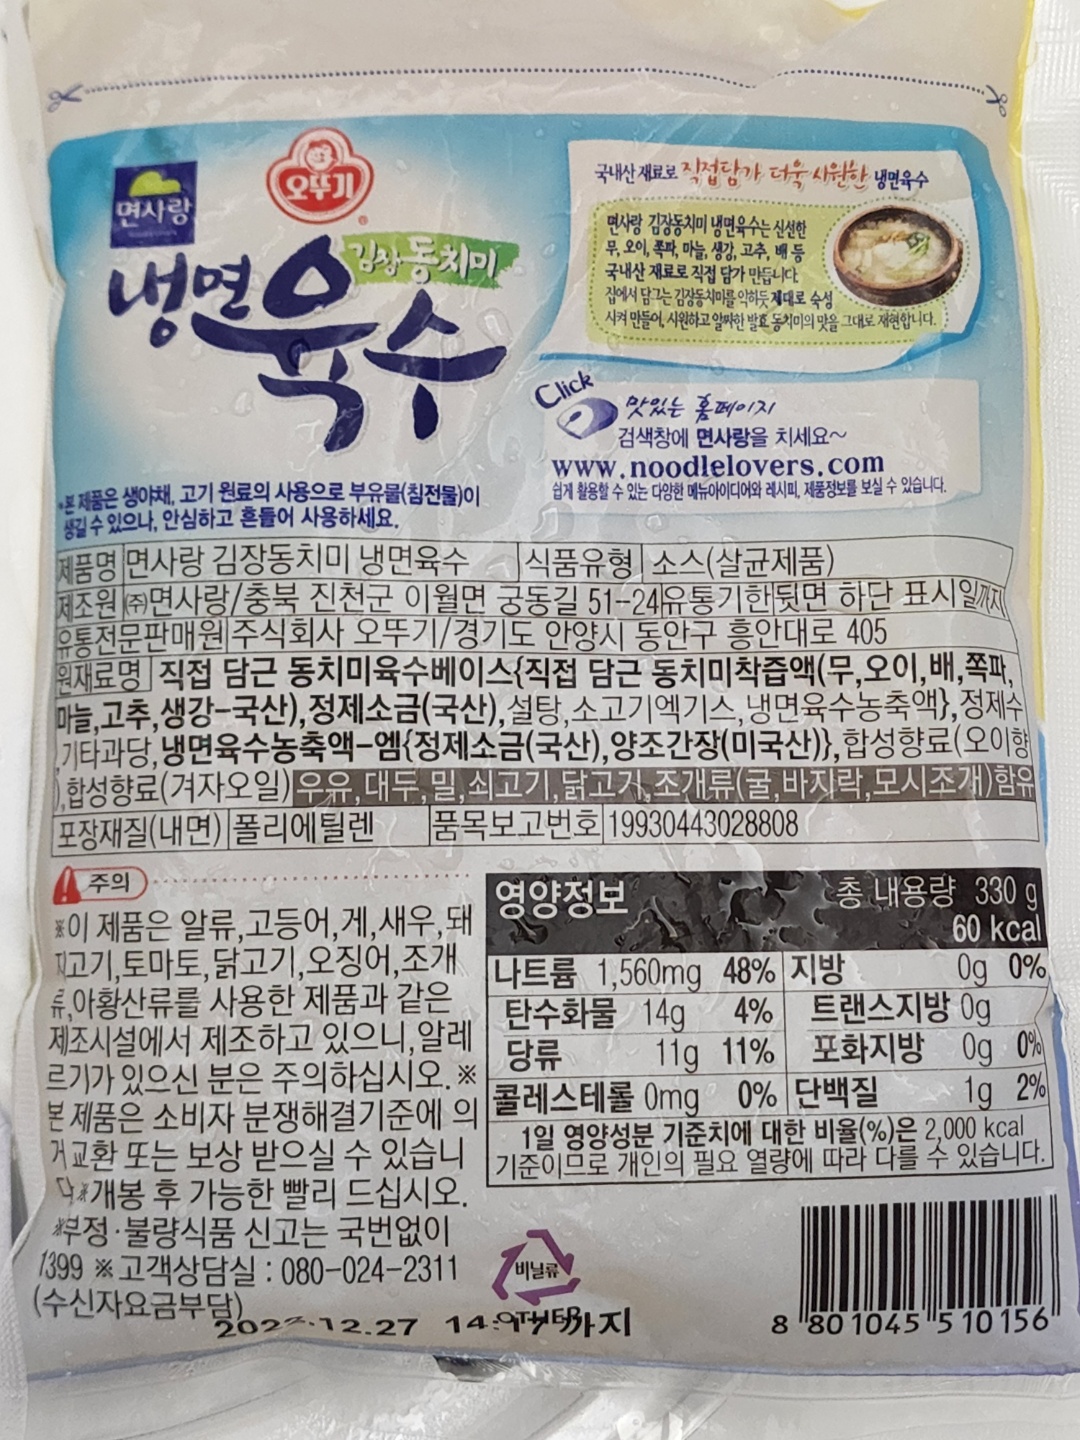 면사랑
오뚜기
김장동치미
냉면육수
국내산 재료로 직접담가 더욱 시원한 냉면육수
면사랑 김장동치미 냉면육수는 신선한
무, 오이, 쪽파, 마늘, 생강, 고추, 배 등
국내산 재료로 직접 담가 만듭니다.
집에서 담그는 김장동치미를 익히듯 제대로 숙성
시켜 만들어, 시원하고 알싸한 발효 동치미의 맛을 그대로 재현합니다.
Click
맛있는 홈페이지
검색창에 면사랑을 치세요~
www.noodlelovers.com
쉽게 활용할 수 있는 다양한 메뉴아이디어와 레시피, 제품정보를 보실 수 있습니다.
*본 제품은 생야채, 고기 원료의 사용으로 부유물(침전물)이
생길 수 있으나, 안심하고 흔들어 사용하세요.
제품명 면사랑 김장동치미 냉면육수 식품유형 소스(살균제품)
제조원 ㈜면사랑/충북 진천군 이월면 궁동길 51-24 유통기한 뒷면 하단 표시일까지
유통전문판매원 주식회사 오뚜기/경기도 안양시 동안구 흥안대로 405
원재료명 직접 담근 동치미육수베이스{직접 담근 동치미착즙액(무,오이,배,쪽파,
마늘,고추,생강-국산),정제소금(국산),설탕,소고기엑기스,냉면육수농축액},정제수
,기타과당,냉면육수농축액-엠{정제소금(국산),양조간장(미국산)},합성향료(오이향
),합성향료(겨자오일) 우유,대두,밀,쇠고기,닭고기,조개류(굴,바지락,모시조개)함유
포장재질(내면) 폴리에틸렌 품목보고번호 19930443028808
주의
※이 제품은 알류,고등어,게,새우,돼
지고기,토마토,닭고기,오징어,조개
류,아황산류를 사용한 제품과 같은
제조시설에서 제조하고 있으니,알레
르기가 있으신 분은 주의하십시오.※
본 제품은 소비자 분쟁해결기준에 의
거 교환 또는 보상 받으실 수 있습니
다.※개봉 후 가능한 빨리 드십시오.
※부정·불량식품 신고는 국번없이
1399 ※고객상담실 : 080-024-2311
(수신자요금부담)
영양정보 총 내용량 330 g
60 kcal
나트륨 1,560mg 48% 지방 0g 0%
탄수화물 14g 4% 트랜스지방 0g
당류 11g 11% 포화지방 0g 0%
콜레스테롤 0mg 0% 단백질 1g 2%
1일 영양성분 기준치에 대한 비율(%)은 2,000 kcal
기준이므로 개인의 필요 열량에 따라 다를 수 있습니다.
비닐류
OTHER
2022.12.27 14:17까지
8 801045 510156